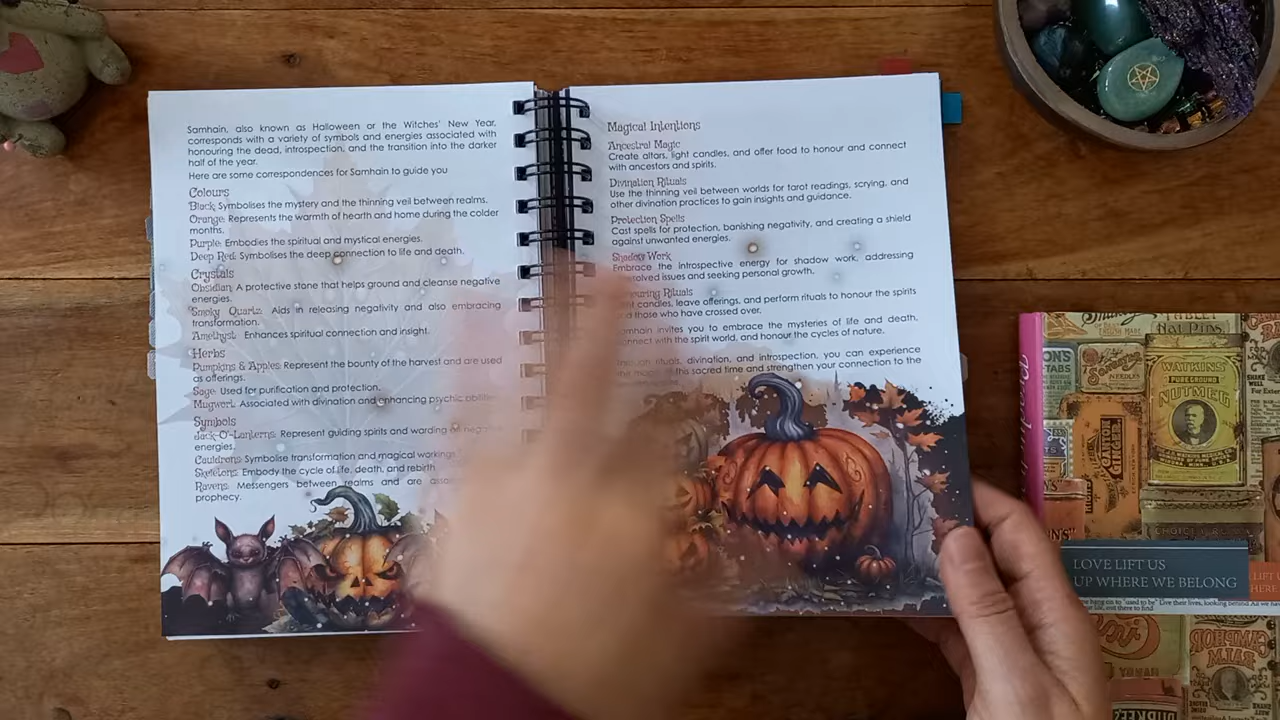 Samhain, also known as Halloween or the Witches' New Year,
corresponds with a variety of symbols and energies associated with
honouring the dead, introspection, and the transition into the darker
half of the year.
Here are some correspondences for Samhain to guide you
Colours
Black: Symbolises the mystery and the thinning veil between realms.
Orange: Represents the warmth of hearth and home during the colder
months.
Purple: Embodies the spiritual and mystical energies.
Deep Red: Symbolises the deep connection to life and death.
Crystals
Obsidian: A protective stone that helps ground and cleanse negative
energies.
Smoky Quartz: Aids in releasing negativity and also embracing
transformation.
Amethyst: Enhances spiritual connection and insight.
Herbs
Pumpkins & Apples: Represent the bounty of the harvest and are used
as offerings.
Sage: Used for purification and protection.
Mugwort: Associated with divination and enhancing psychic
Symbols
Jack-O'-Lanterns: Represent guiding spirits and warding
energies.
Cauldrons: Symbolise transformation and magical workings
Skeletons: Embody the cycle of life, death, and rebirth
Ravens: Messengers between realms and are
prophecy.
Magical Intentions
Ancestral Magic
Create altars, light candles, and offer food to honour and connect
with ancestors and spirits.
Divination Rituals
Use the thinning veil between worlds for tarot readings, scrying, and
other divination practices to gain insights and guidance.
Protection Spells
Cast spells for protection, banishing negativity, and creating a shield
against unwanted energies.
Shadow Work
Embrace the introspective energy for shadow work, addressing
issues and seeking personal growth.
Rituals
candles, leave offerings, and perform rituals to honour the spirits
those who have crossed over.
invites you to embrace the mysteries of life and death,
connect with the spirit world, and honour the cycles of nature.
rituals, divination, and introspection, you can experience
this sacred time and strengthen your connection to the
WATKINS
PURE GROUND
NUTMEG
NEEDLES
GINGER
LOVE LIFT US
UP WHERE WE BELONG
CAMPHOR
BALM